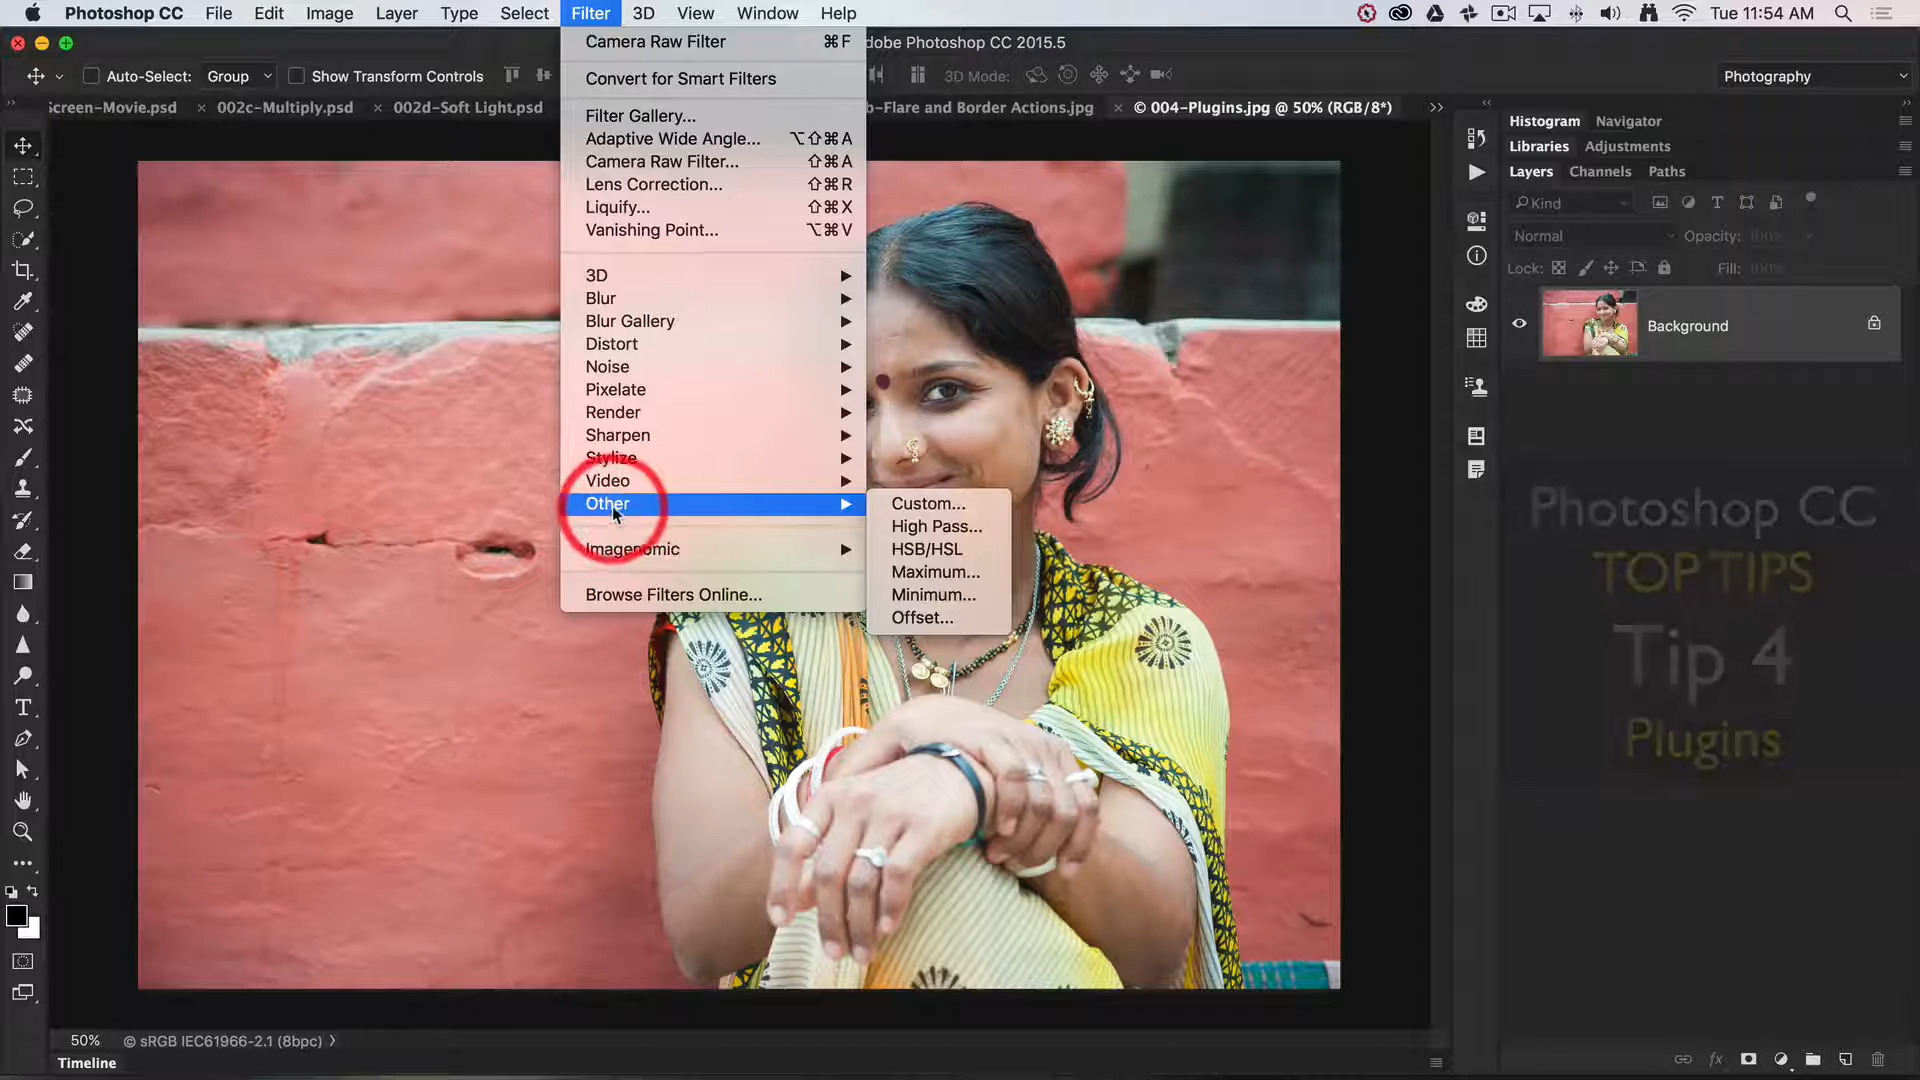 Photoshop CC File Edit Image Layer Type Select Filter 3D View Window Help Tue 11:54 AM
dobe Photoshop CC 2015.5
Auto-Select: Group Show Transform Controls 3D Mode: Photography
Screen-Movie.psd × 002c-Multiply.psd × 002d-Soft Light.psd b-Flare and Border Actions.jpg × © 004-Plugins.jpg @ 50% (RGB/8*)
Camera Raw Filter ⌘F
Convert for Smart Filters
Filter Gallery...
Adaptive Wide Angle... ⌥⇧⌘A
Camera Raw Filter... ⇧⌘A
Lens Correction... ⇧⌘R
Liquify... ⇧⌘X
Vanishing Point... ⌥⌘V
3D
Blur
Blur Gallery
Distort
Noise
Pixelate
Render
Sharpen
Stylize
Video
Other
Imagenomic
Browse Filters Online...
Custom...
High Pass...
HSB/HSL
Maximum...
Minimum...
Offset...
Histogram Navigator
Libraries Adjustments
Layers Channels Paths
Kind
Normal Opacity: 100%
Lock: Fill: 100%
Background
Photoshop CC
TOP TIPS
Tip 4
Plugins
50% © sRGB IEC61966-2.1 (8bpc)
Timeline
fx